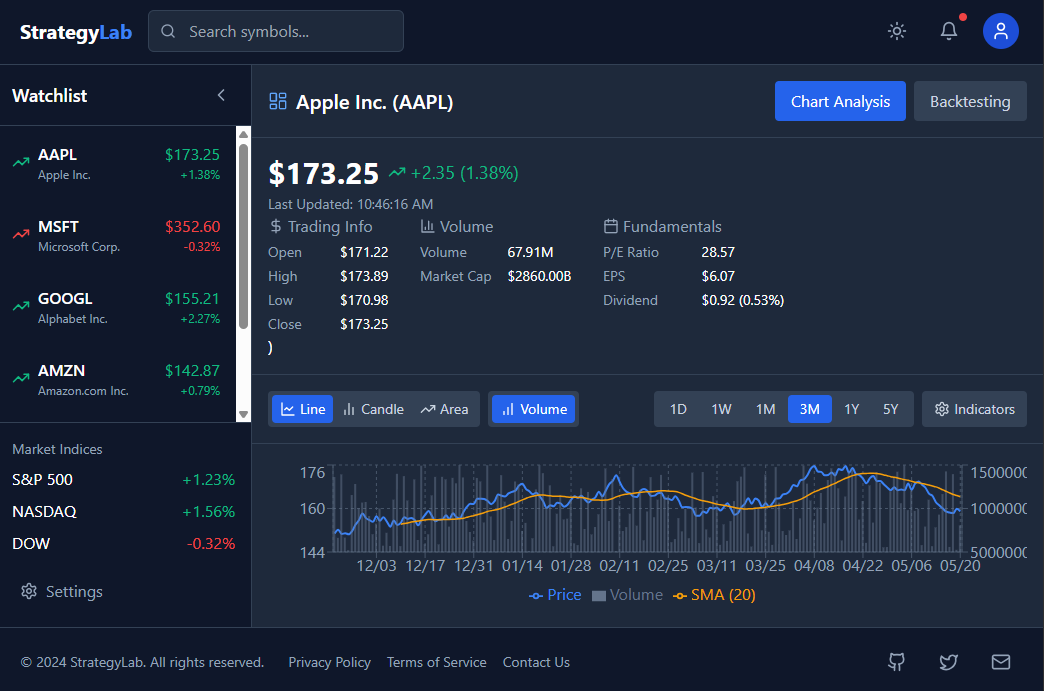 StrategyLab
Search symbols...
Watchlist
AAPL $173.25
Apple Inc. +1.38%
MSFT $352.60
Microsoft Corp. -0.32%
GOOGL $155.21
Alphabet Inc. +2.27%
AMZN $142.87
Amazon.com Inc. +0.79%
Market Indices
S&P 500 +1.23%
NASDAQ +1.56%
DOW -0.32%
Settings
Apple Inc. (AAPL)
Chart Analysis Backtesting
$173.25 +2.35 (1.38%)
Last Updated: 10:46:16 AM
Trading Info
Open $171.22
High $173.89
Low $170.98
Close $173.25
)
Volume
Volume 67.91M
Market Cap $2860.00B
Fundamentals
P/E Ratio 28.57
EPS $6.07
Dividend $0.92 (0.53%)
Line Candle Area Volume 1D 1W 1M 3M 1Y 5Y Indicators
176
160
144
1500000
1000000
5000000
12/03 12/17 12/31 01/14 01/28 02/11 02/25 03/11 03/25 04/08 04/22 05/06 05/20
Price Volume SMA (20)
© 2024 StrategyLab. All rights reserved. Privacy Policy Terms of Service Contact Us